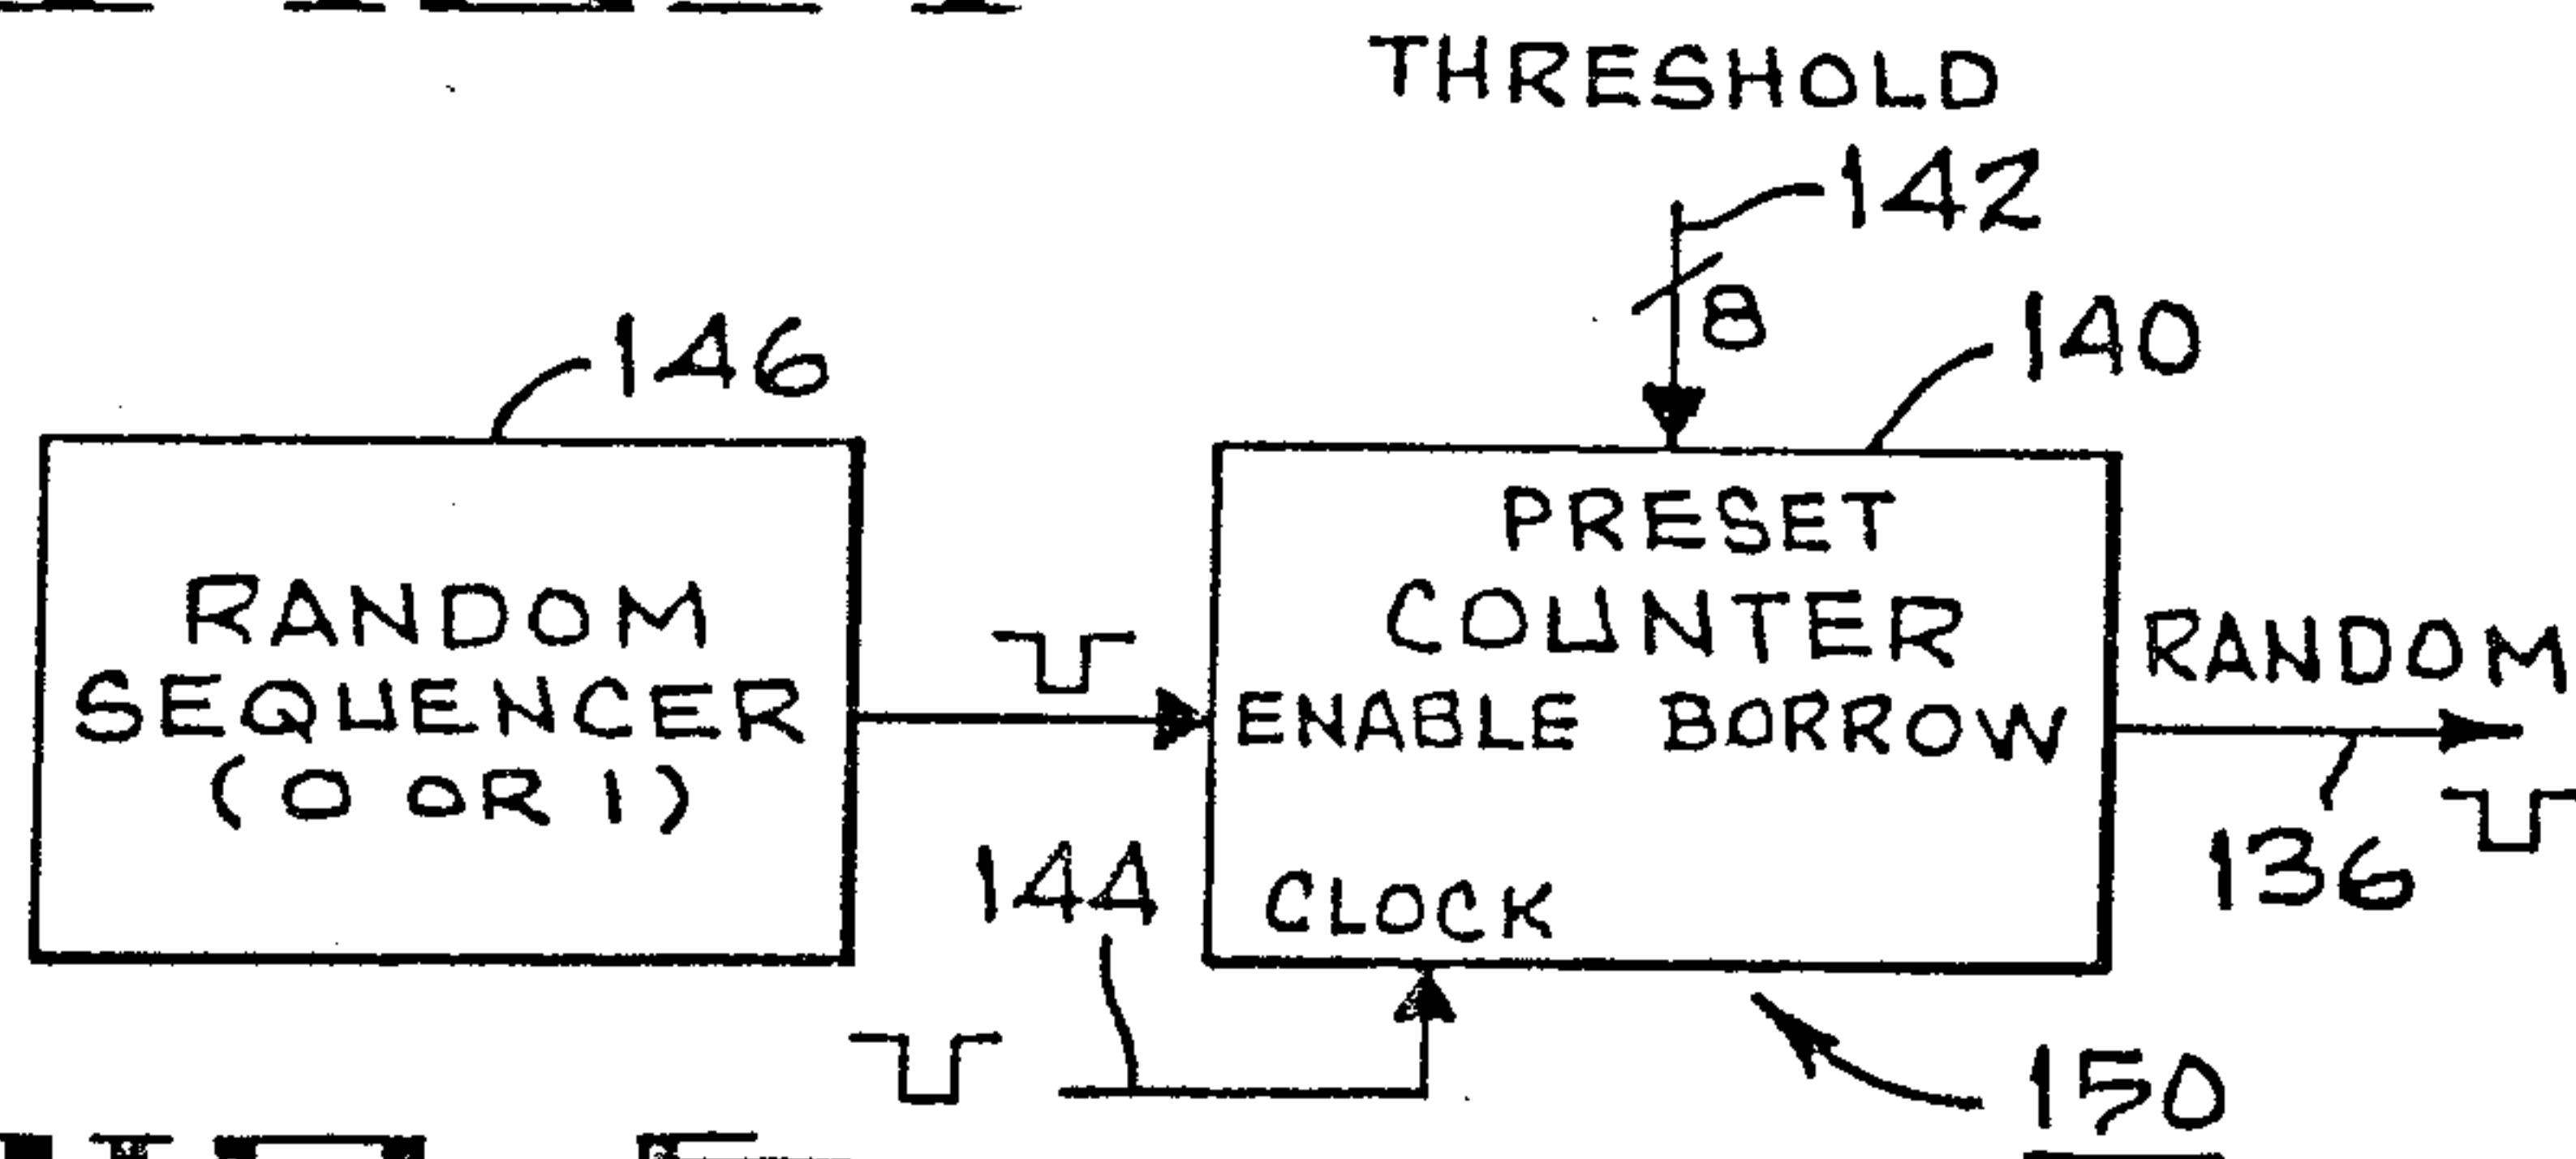 THRESHOLD
142
8
140
146
PRESET
COUNTER
ENABLE BORROW
CLOCK
RANDOM
SEQUENCER
(0 OR 1)
RANDOM
136
144
150